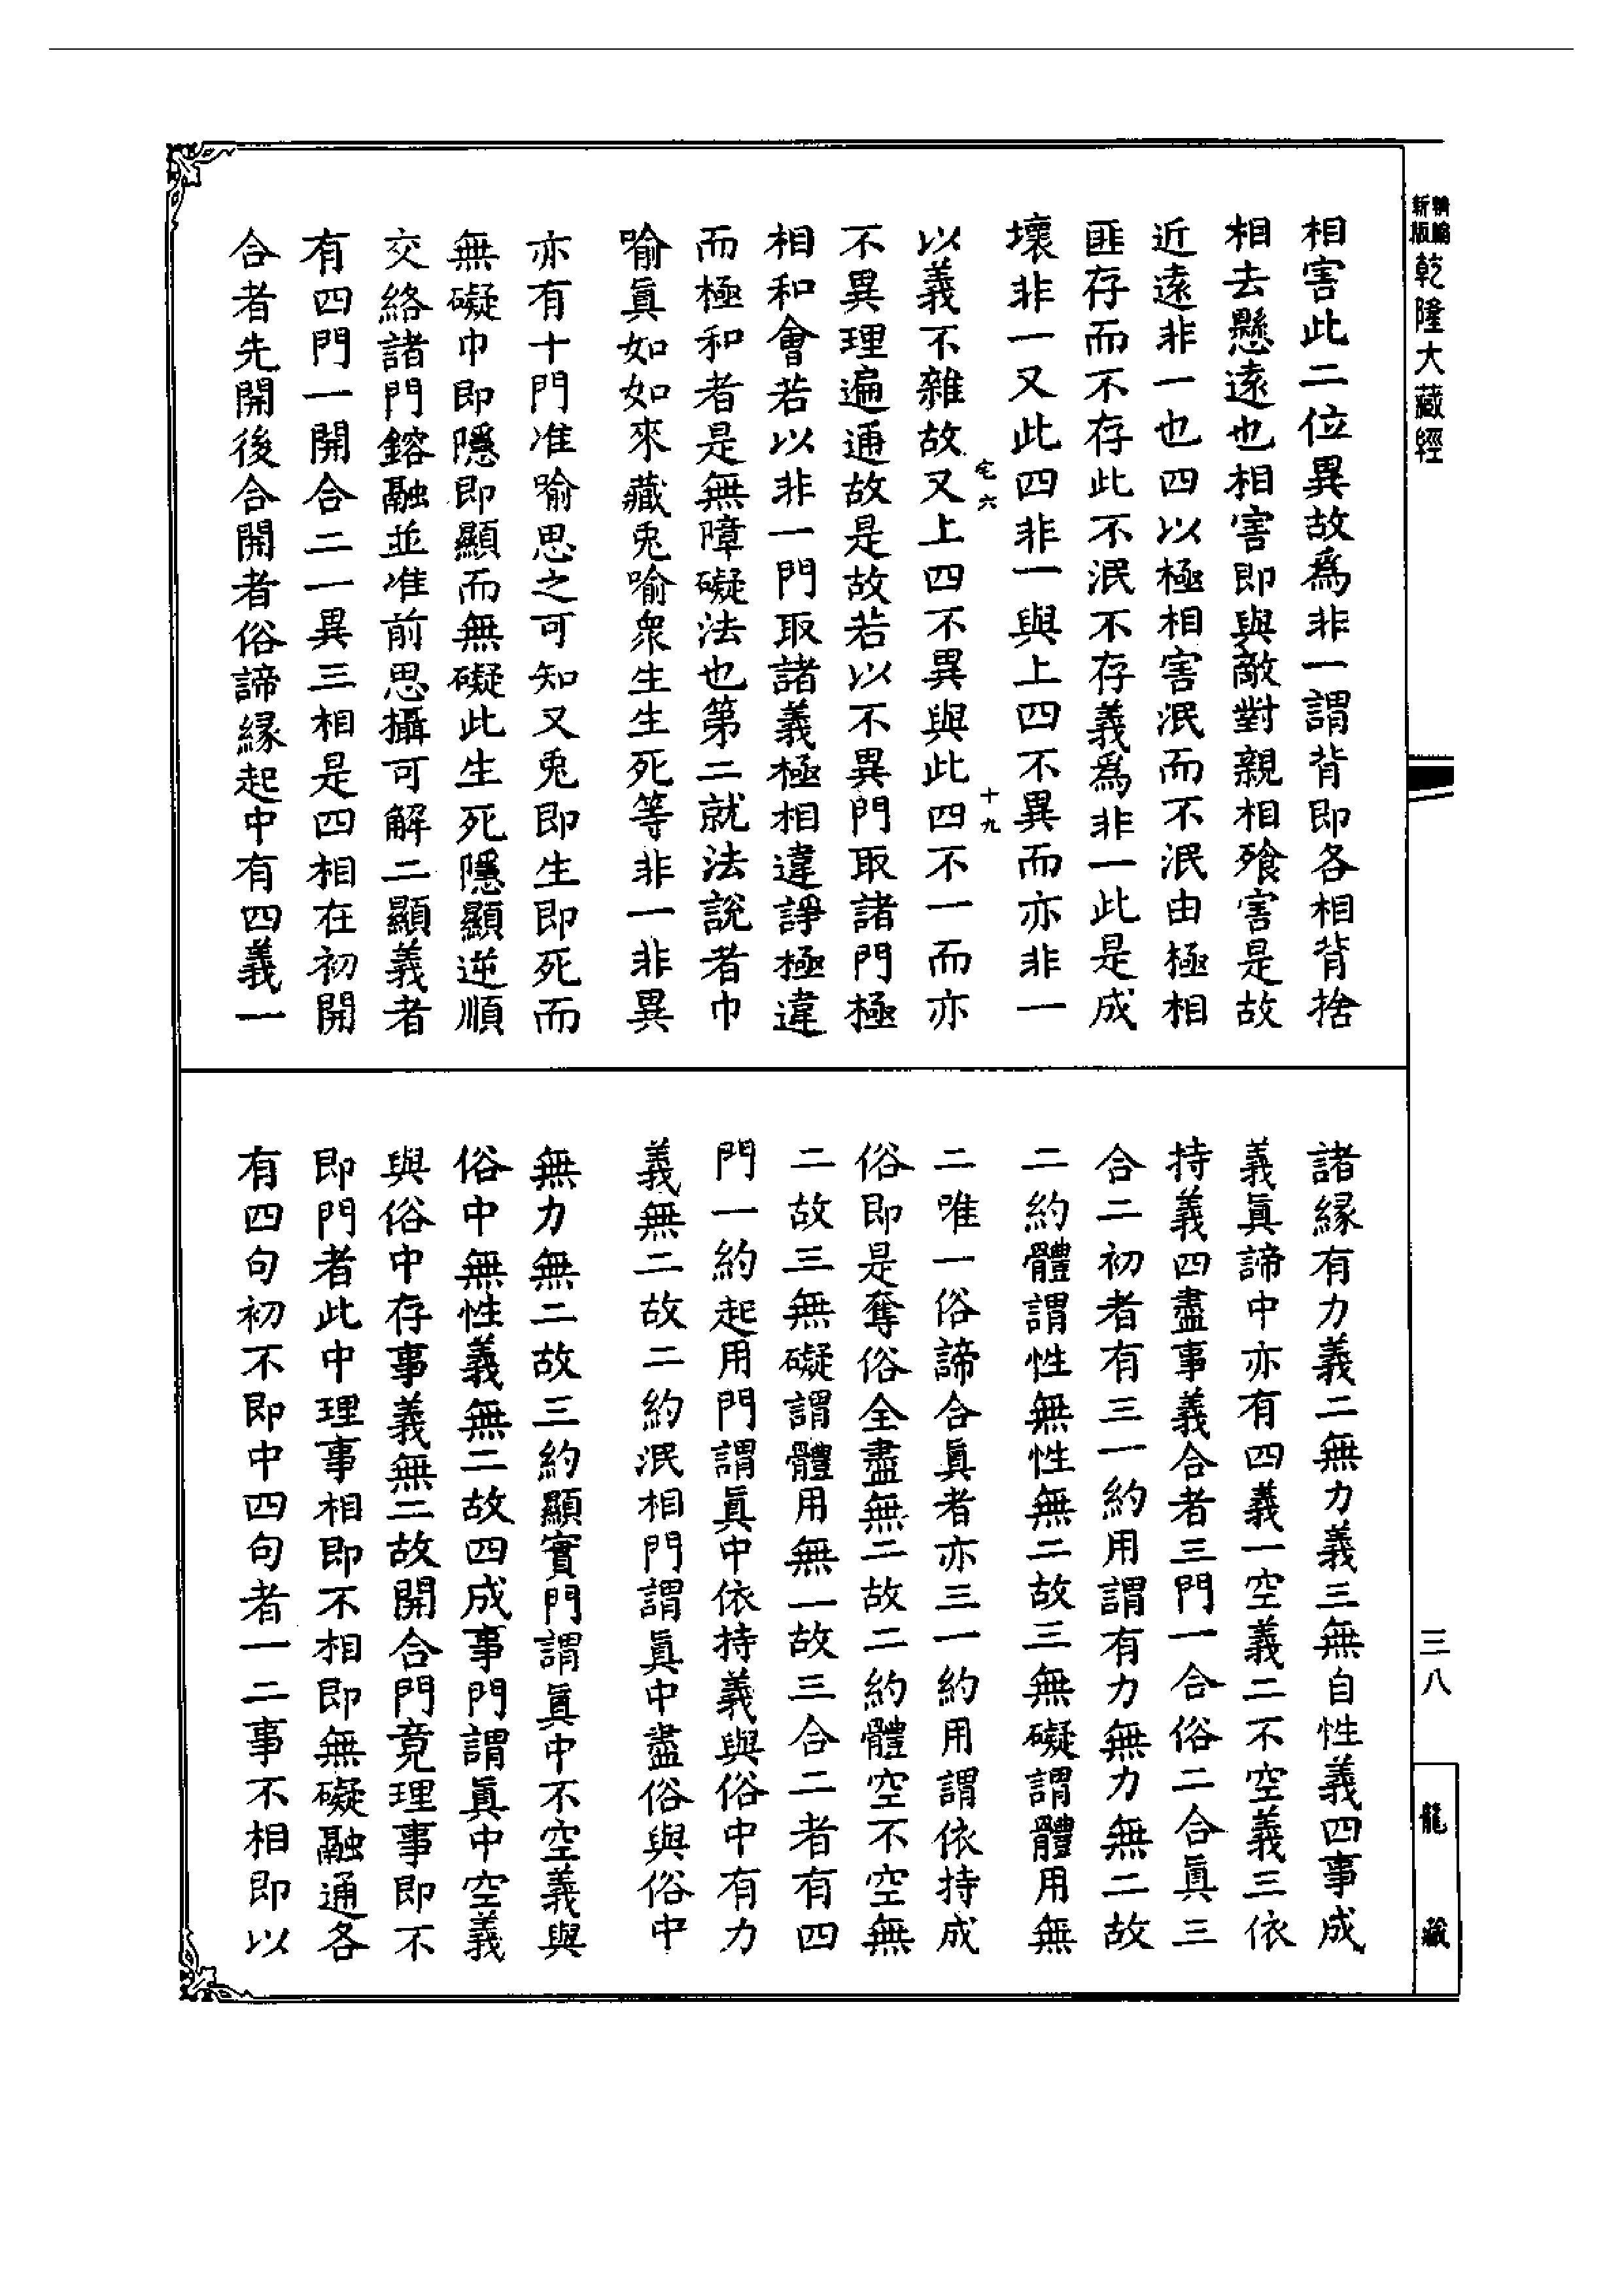 新版
精編
乾隆大藏經
三八
龍藏
相害此二位異故爲非一謂背即各相背捨
相去懸遠也相害即與敵對親相飱害是故
近遠非一也四以極相害泯而不泯由極相
匪存而不存此不泯不存義爲非一此是成
壞非一又此四非一與上四不異而亦非一
宅六 十九
以義不雜故又上四不異與此四不一而亦
不異理遍通故是故若以不異門取諸門極
相和會若以非一門取諸義極相違諍極違
而極和者是無障礙法也第二就法說者巾
喻眞如如來藏兎喻衆生生死等非一非異
亦有十門准喻思之可知又兎即生即死而
無礙巾即隱即顯而無礙此生死隱顯逆順
交絡諸門鎔融並准前思攝可解二顯義者
有四門一開合二一異三相是四相在初開
合者先開後合開者俗諦緣起中有四義一
諸緣有力義二無力義三無自性義四事成
義眞諦中亦有四義一空義二不空義三依
持義四盡事義合者三門一合俗二合眞三
合二初者有三一約用謂有力無力無二故
二約體謂性無性無二故三無礙謂體用無
二唯一俗諦合眞者亦三一約用謂依持成
俗即是奪俗全盡無二故二約體空不空無
二故三無礙謂體用無一故三合二者有四
門一約起用門謂眞中依持義與俗中有力
義無二故二約泯相門謂眞中盡俗與俗中
無力無二故三約顯實門謂眞中不空義與
俗中無性義無二故四成事門謂眞中空義
與俗中存事義無二故開合門竟理事即不
即門者此中理事相即不相即無礙融通各
有四句初不即中四句者一二事不相即以